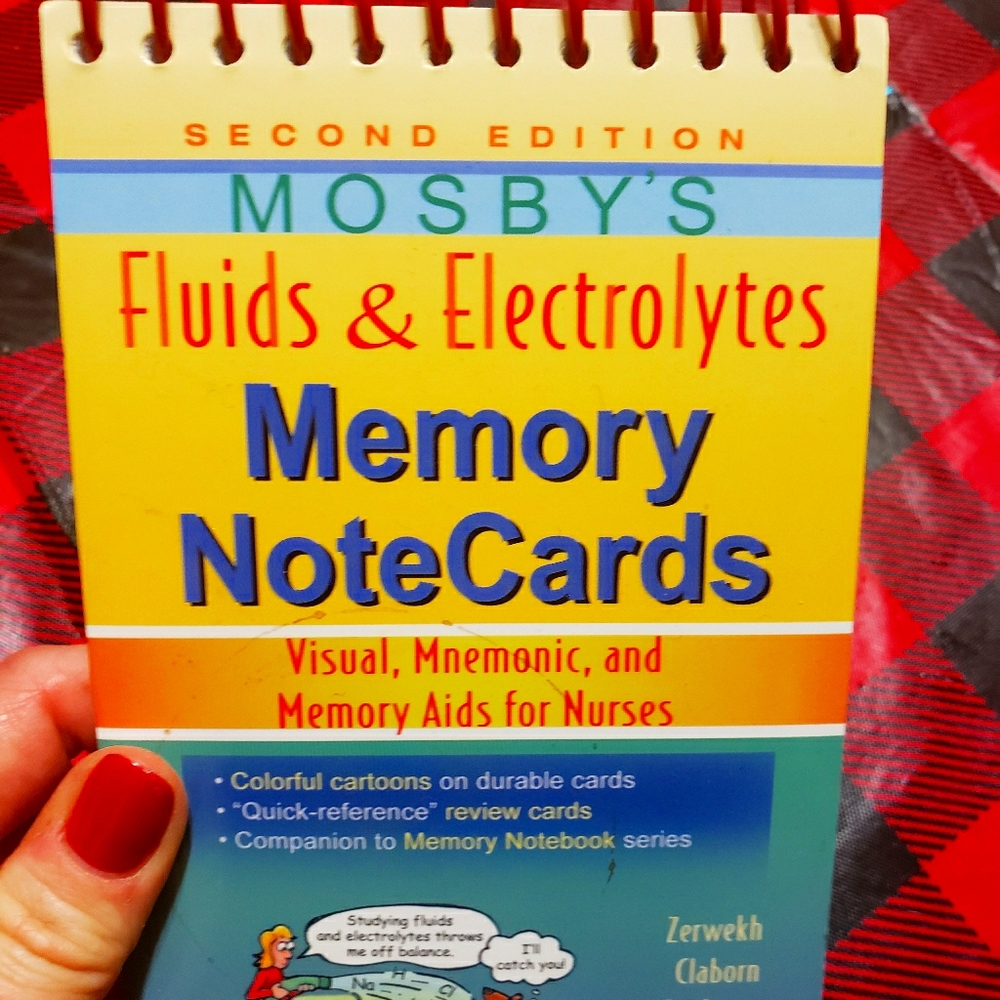 SECOND EDITION
MOSBY'S
Fluids & Electrolytes
Memory
NoteCards
Visual, Mnemonic, and
Memory Aids for Nurses
• Colorful cartoons on durable cards
• "Quick-reference" review cards
• Companion to Memory Notebook series
Studying fluids
and electrolytes throws
me off balance.
I'll
catch you!
Na
H
Cl
Zerwekh
Claborn